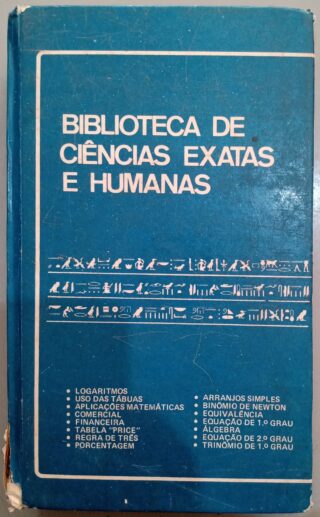 BIBLIOTECA DE
CIÊNCIAS EXATAS
E HUMANAS
• LOGARITMOS
• USO DAS TÁBUAS
• APLICAÇÕES MATEMÁTICAS
• COMERCIAL
• FINANCEIRA
• TABELA "PRICE"
• REGRA DE TRÊS
• PORCENTAGEM
• ARRANJOS SIMPLES
• BINÔMIO DE NEWTON
• EQUIVALÊNCIA
• EQUAÇÃO DE 1.º GRAU
• ÁLGEBRA
• EQUAÇÃO DE 2.º GRAU
• TRINÔMIO DE 1.º GRAU